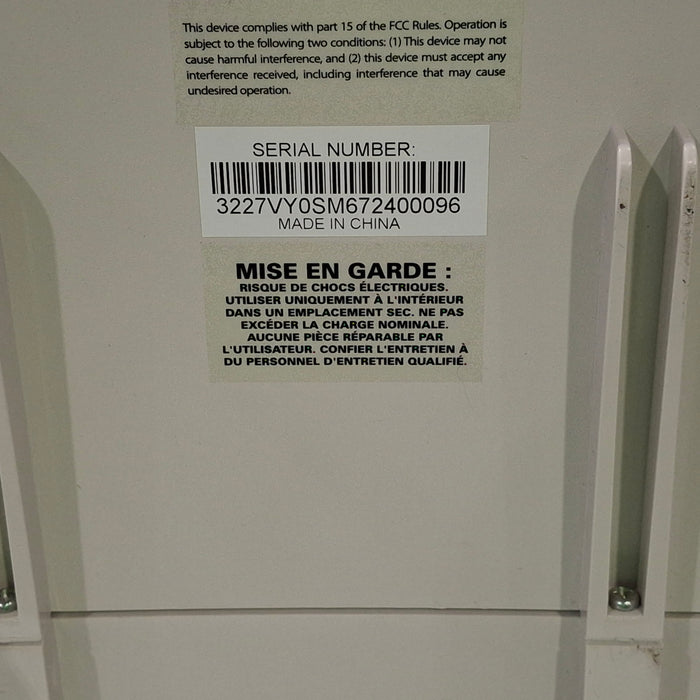 This device complies with part 15 of the FCC Rules. Operation is
subject to the following two conditions: (1) This device may not
cause harmful interference, and (2) this device must accept any
interference received, including interference that may cause
undesired operation.
SERIAL NUMBER:
3227VY0SM672400096
MADE IN CHINA
MISE EN GARDE :
RISQUE DE CHOCS ÉLECTRIQUES.
UTILISER UNIQUEMENT À L'INTÉRIEUR
DANS UN EMPLACEMENT SEC. NE PAS
EXCÉDER LA CHARGE NOMINALE.
AUCUNE PIÈCE RÉPARABLE PAR
L'UTILISATEUR. CONFIER L'ENTRETIEN À
DU PERSONNEL D'ENTRETIEN QUALIFIÉ.